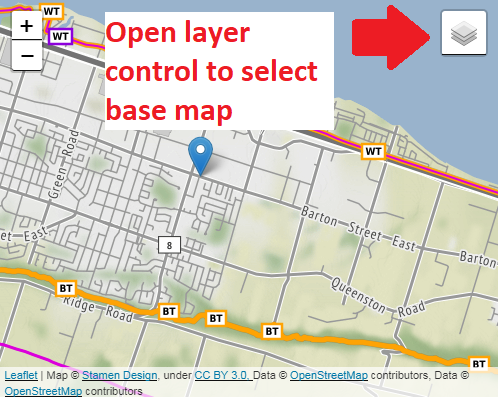 WT
+
Open layer
WT
control to select
−
base map
WT
Green Road
et East
Barton Street East
Barton
8
BT
Queenston Road
Ridge Road
BT
BT
BT
BT
Leaflet | Map © Stamen Design, under CC BY 3.0. Data © OpenStreetMap contributors, Data ©
OpenStreetMap contributors